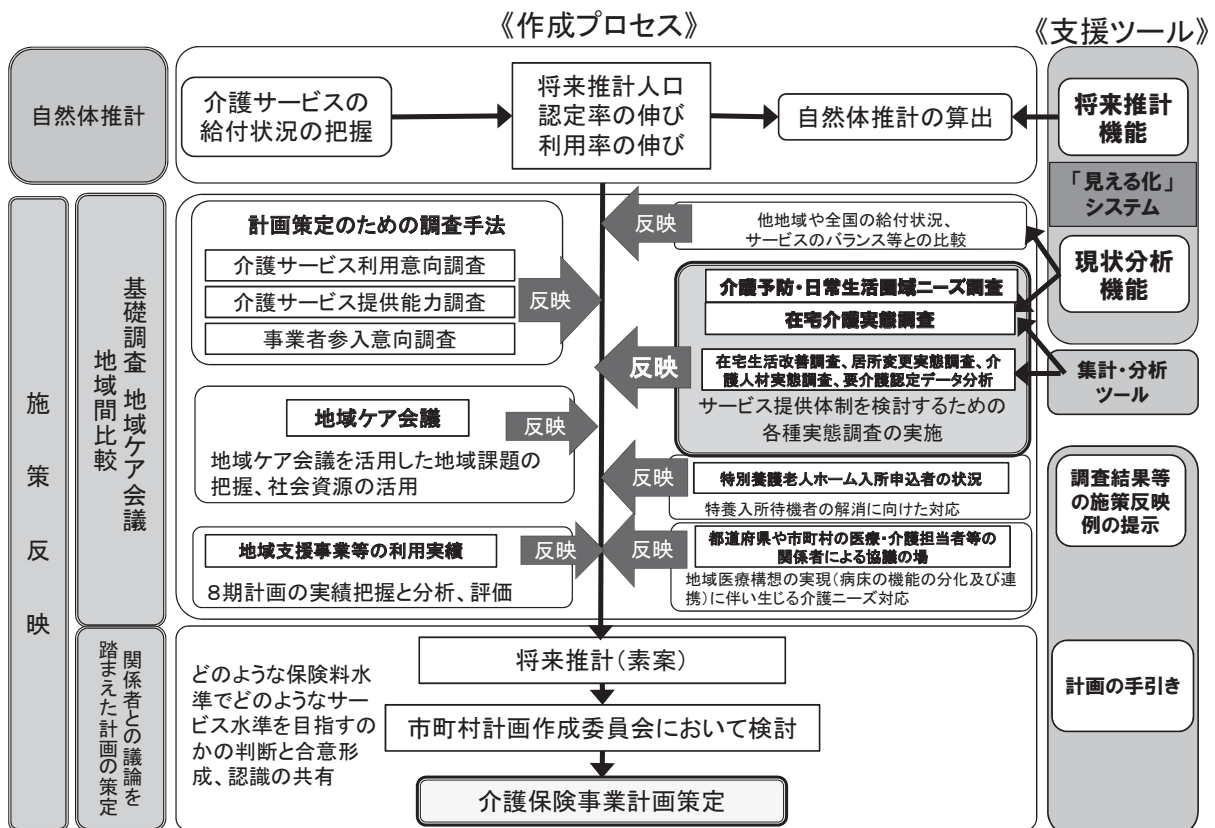 《作成プロセス》
《支援ツール》
自然体推計
介護サービスの
給付状況の把握
将来推計人口
認定率の伸び
利用率の伸び
自然体推計の算出
将来推計
機能
「見える化」
システム
現状分析
機能
集計・分析
ツール
調査結果等
の施策反映
例の提示
計画の手引き
施策反映
基礎調査 地域ケア会議
地域間比較
計画策定のための調査手法
介護サービス利用意向調査
介護サービス提供能力調査
事業者参入意向調査
反映
反映
他地域や全国の給付状況、
サービスのバランス等との比較
介護予防・日常生活圏域ニーズ調査
在宅介護実態調査
反映
在宅生活改善調査、居所変更実態調査、介
護人材実態調査、要介護認定データ分析
サービス提供体制を検討するための
各種実態調査の実施
地域ケア会議
反映
地域ケア会議を活用した地域課題の
把握、社会資源の活用
反映
特別養護老人ホーム入所申込者の状況
特養入所待機者の解消に向けた対応
地域支援事業等の利用実績
反映
8期計画の実績把握と分析、評価
反映
都道府県や市町村の医療・介護担当者等の
関係者による協議の場
地域医療構想の実現(病床の機能の分化及び連
携)に伴い生じる介護ニーズ対応
関係者との議論を
踏まえた計画の策定
どのような保険料水
準でどのようなサー
ビス水準を目指すの
かの判断と合意形
成、認識の共有
将来推計(素案)
市町村計画作成委員会において検討
介護保険事業計画策定